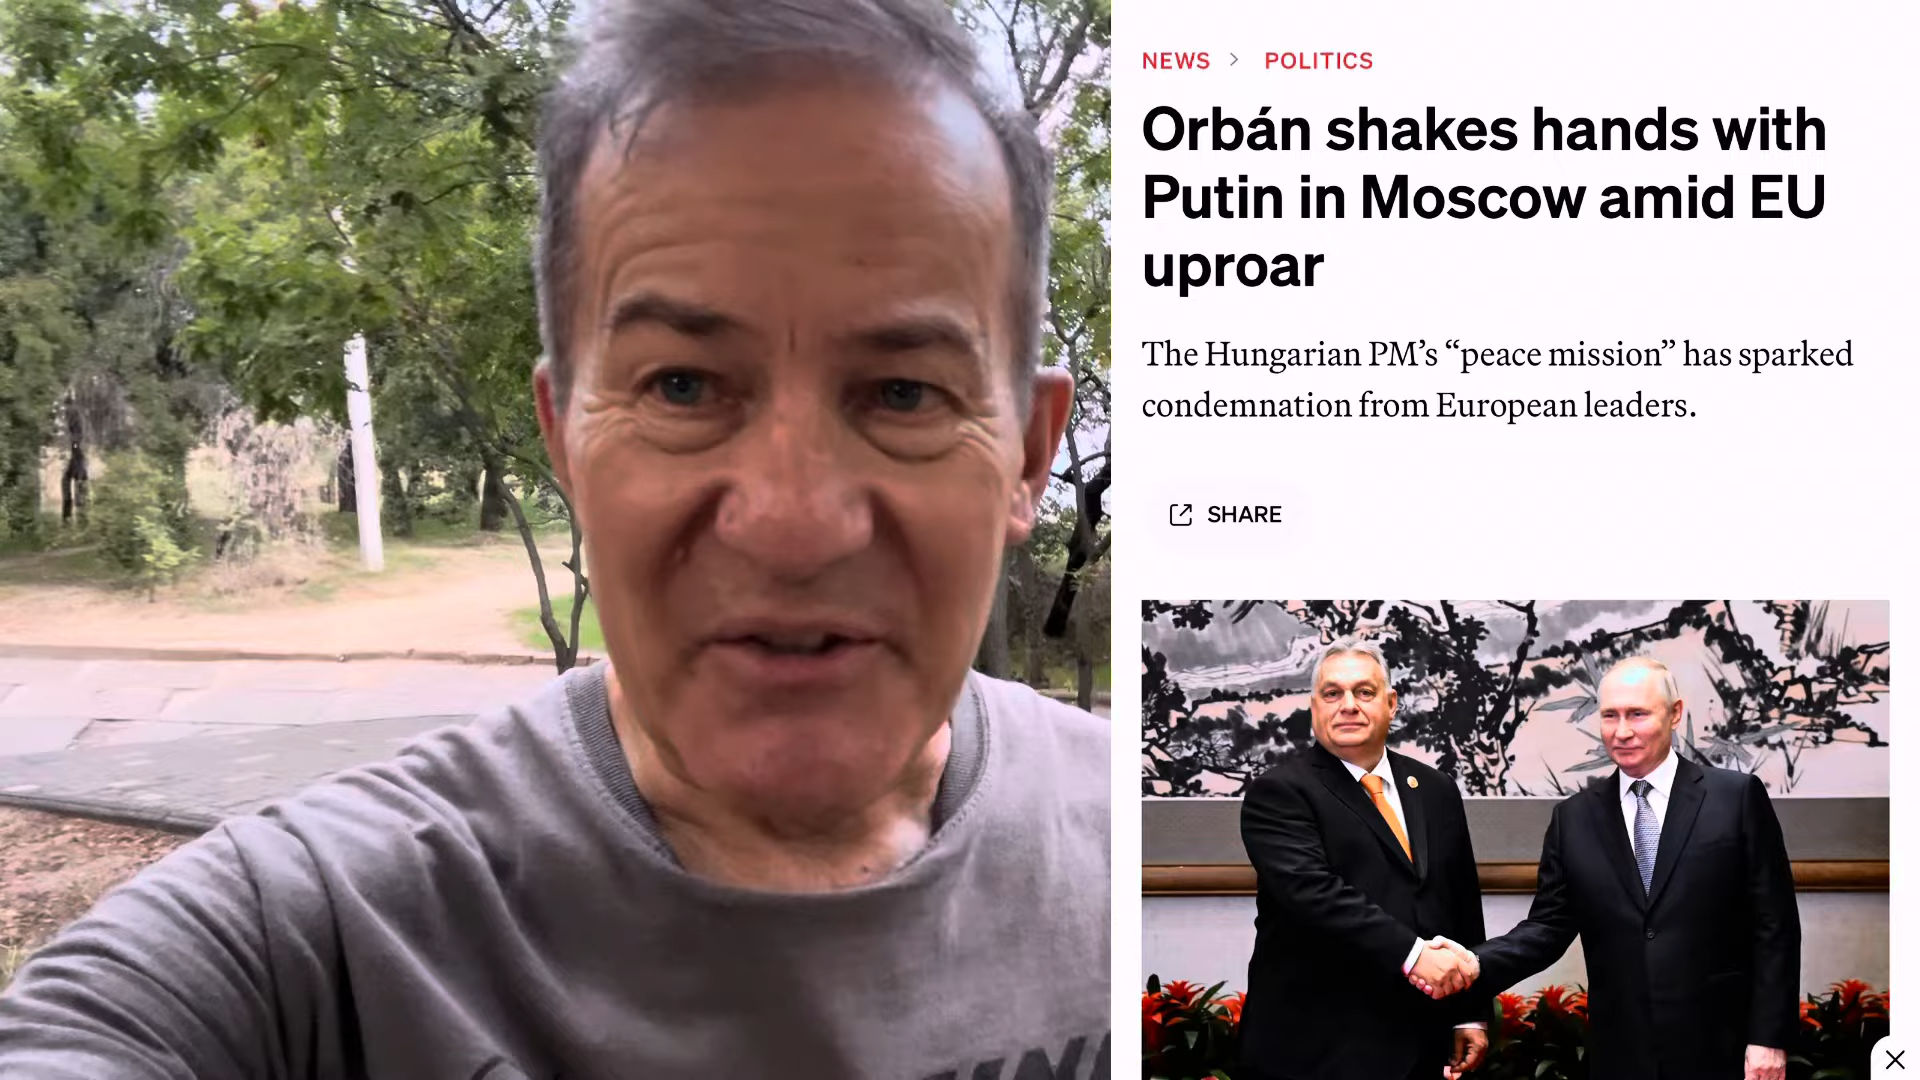 NEWS > POLITICS
Orbán shakes hands with
Putin in Moscow amid EU
uproar
The Hungarian PM’s “peace mission” has sparked
condemnation from European leaders.
SHARE